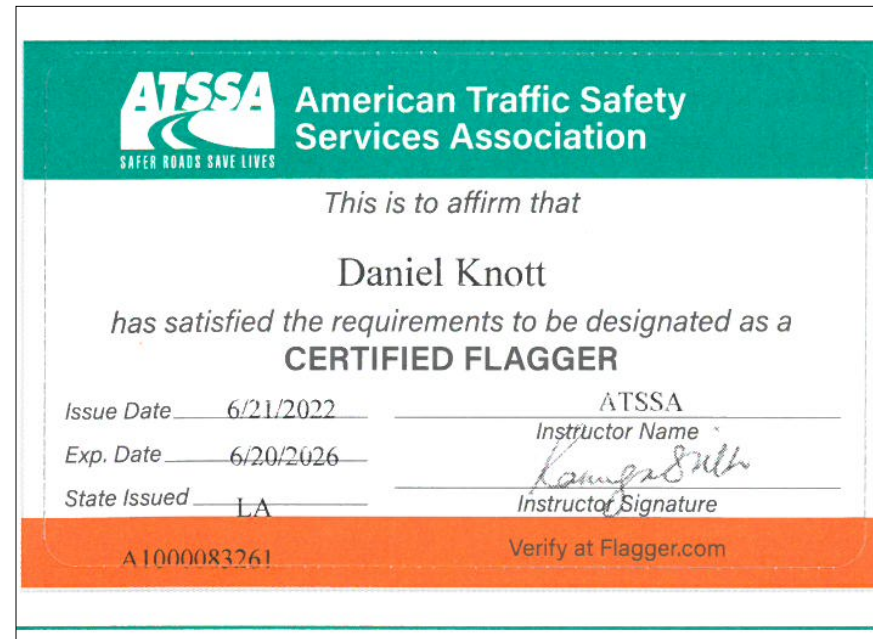 ATSSA
SAFER ROADS SAVE LIVES
American Traffic Safety
Services Association
This is to affirm that
Daniel Knott
has satisfied the requirements to be designated as a
CERTIFIED FLAGGER
Issue Date 6/21/2022
ATSSA
Instructor Name
Exp. Date 6/20/2026
State Issued LA
Instructor Signature
A1000083261
Verify at Flagger.com